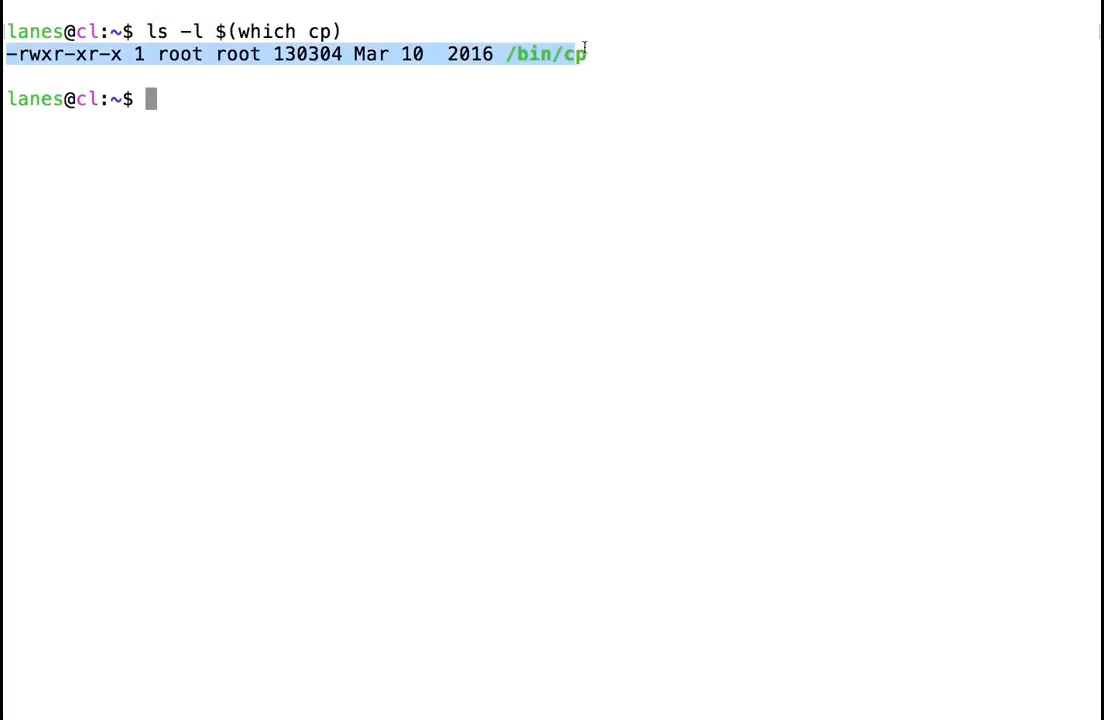 lanes@cl:~$ ls -l $(which cp)
-rwxr-xr-x 1 root root 130304 Mar 10  2016 /bin/cp
lanes@cl:~$